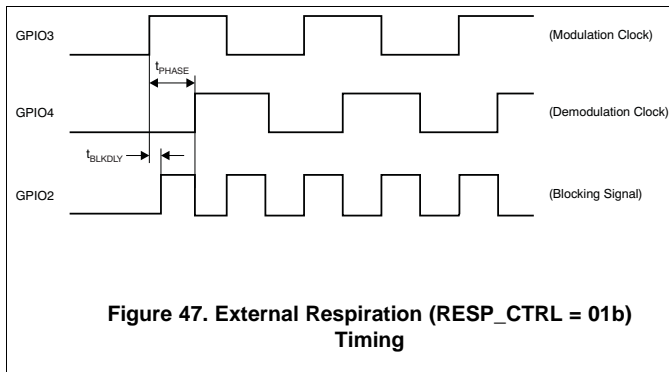 GPIO3
(Modulation Clock)
tPHASE
GPIO4
(Demodulation Clock)
tBLKDLY
GPIO2
(Blocking Signal)
Figure 47. External Respiration (RESP_CTRL = 01b)
Timing